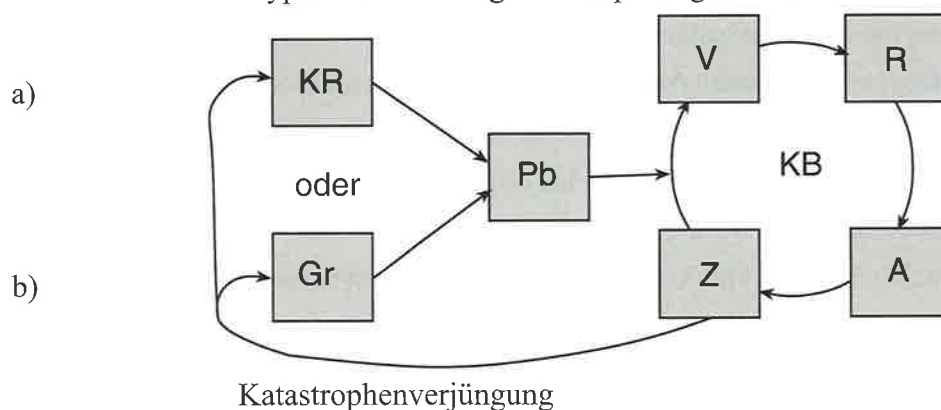 V
R
a)
KR
Pb
KB
oder
b)
Gr
Z
A
Katastrophenverjüngung